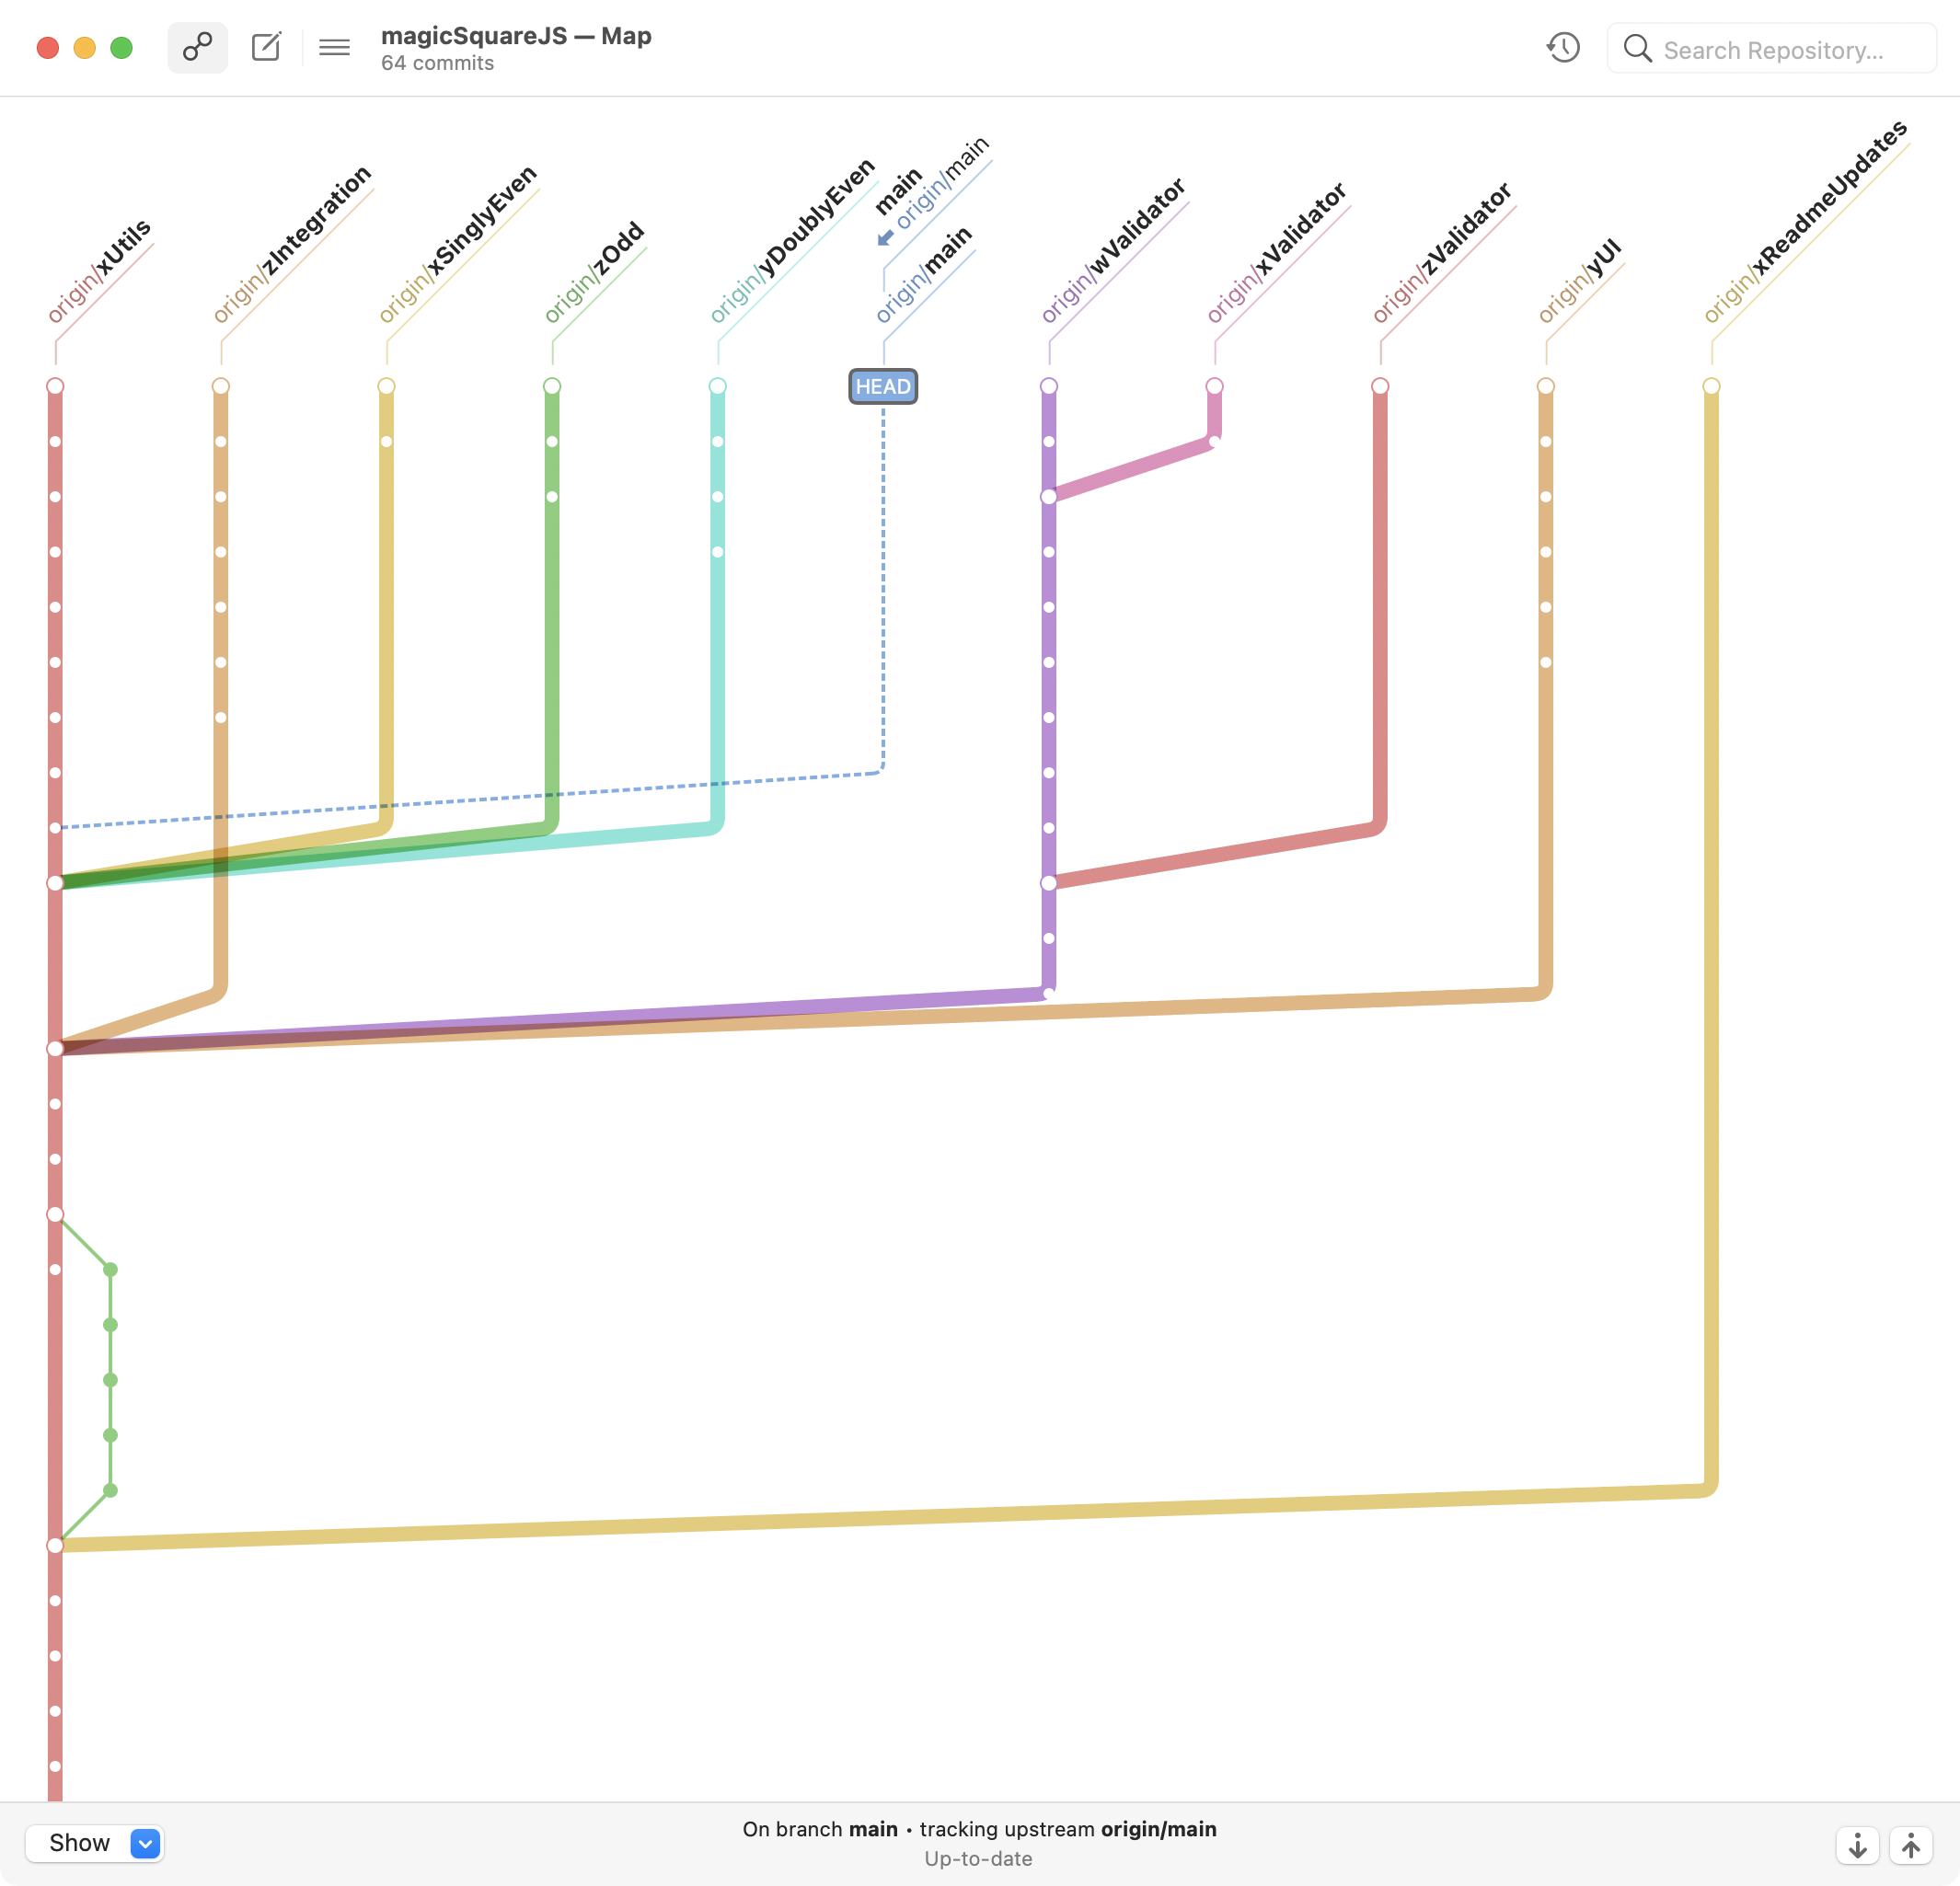 magicSquareJS — Map
64 commits
Search Repository...
origin/xUtils
origin/zIntegration
origin/xSinglyEven
origin/zOdd
origin/yDoublyEven
main
origin/main
origin/main
origin/wValidator
origin/xValidator
origin/zValidator
origin/yUI
origin/xReadmeUpdates
HEAD
Show
On branch main • tracking upstream origin/main
Up-to-date